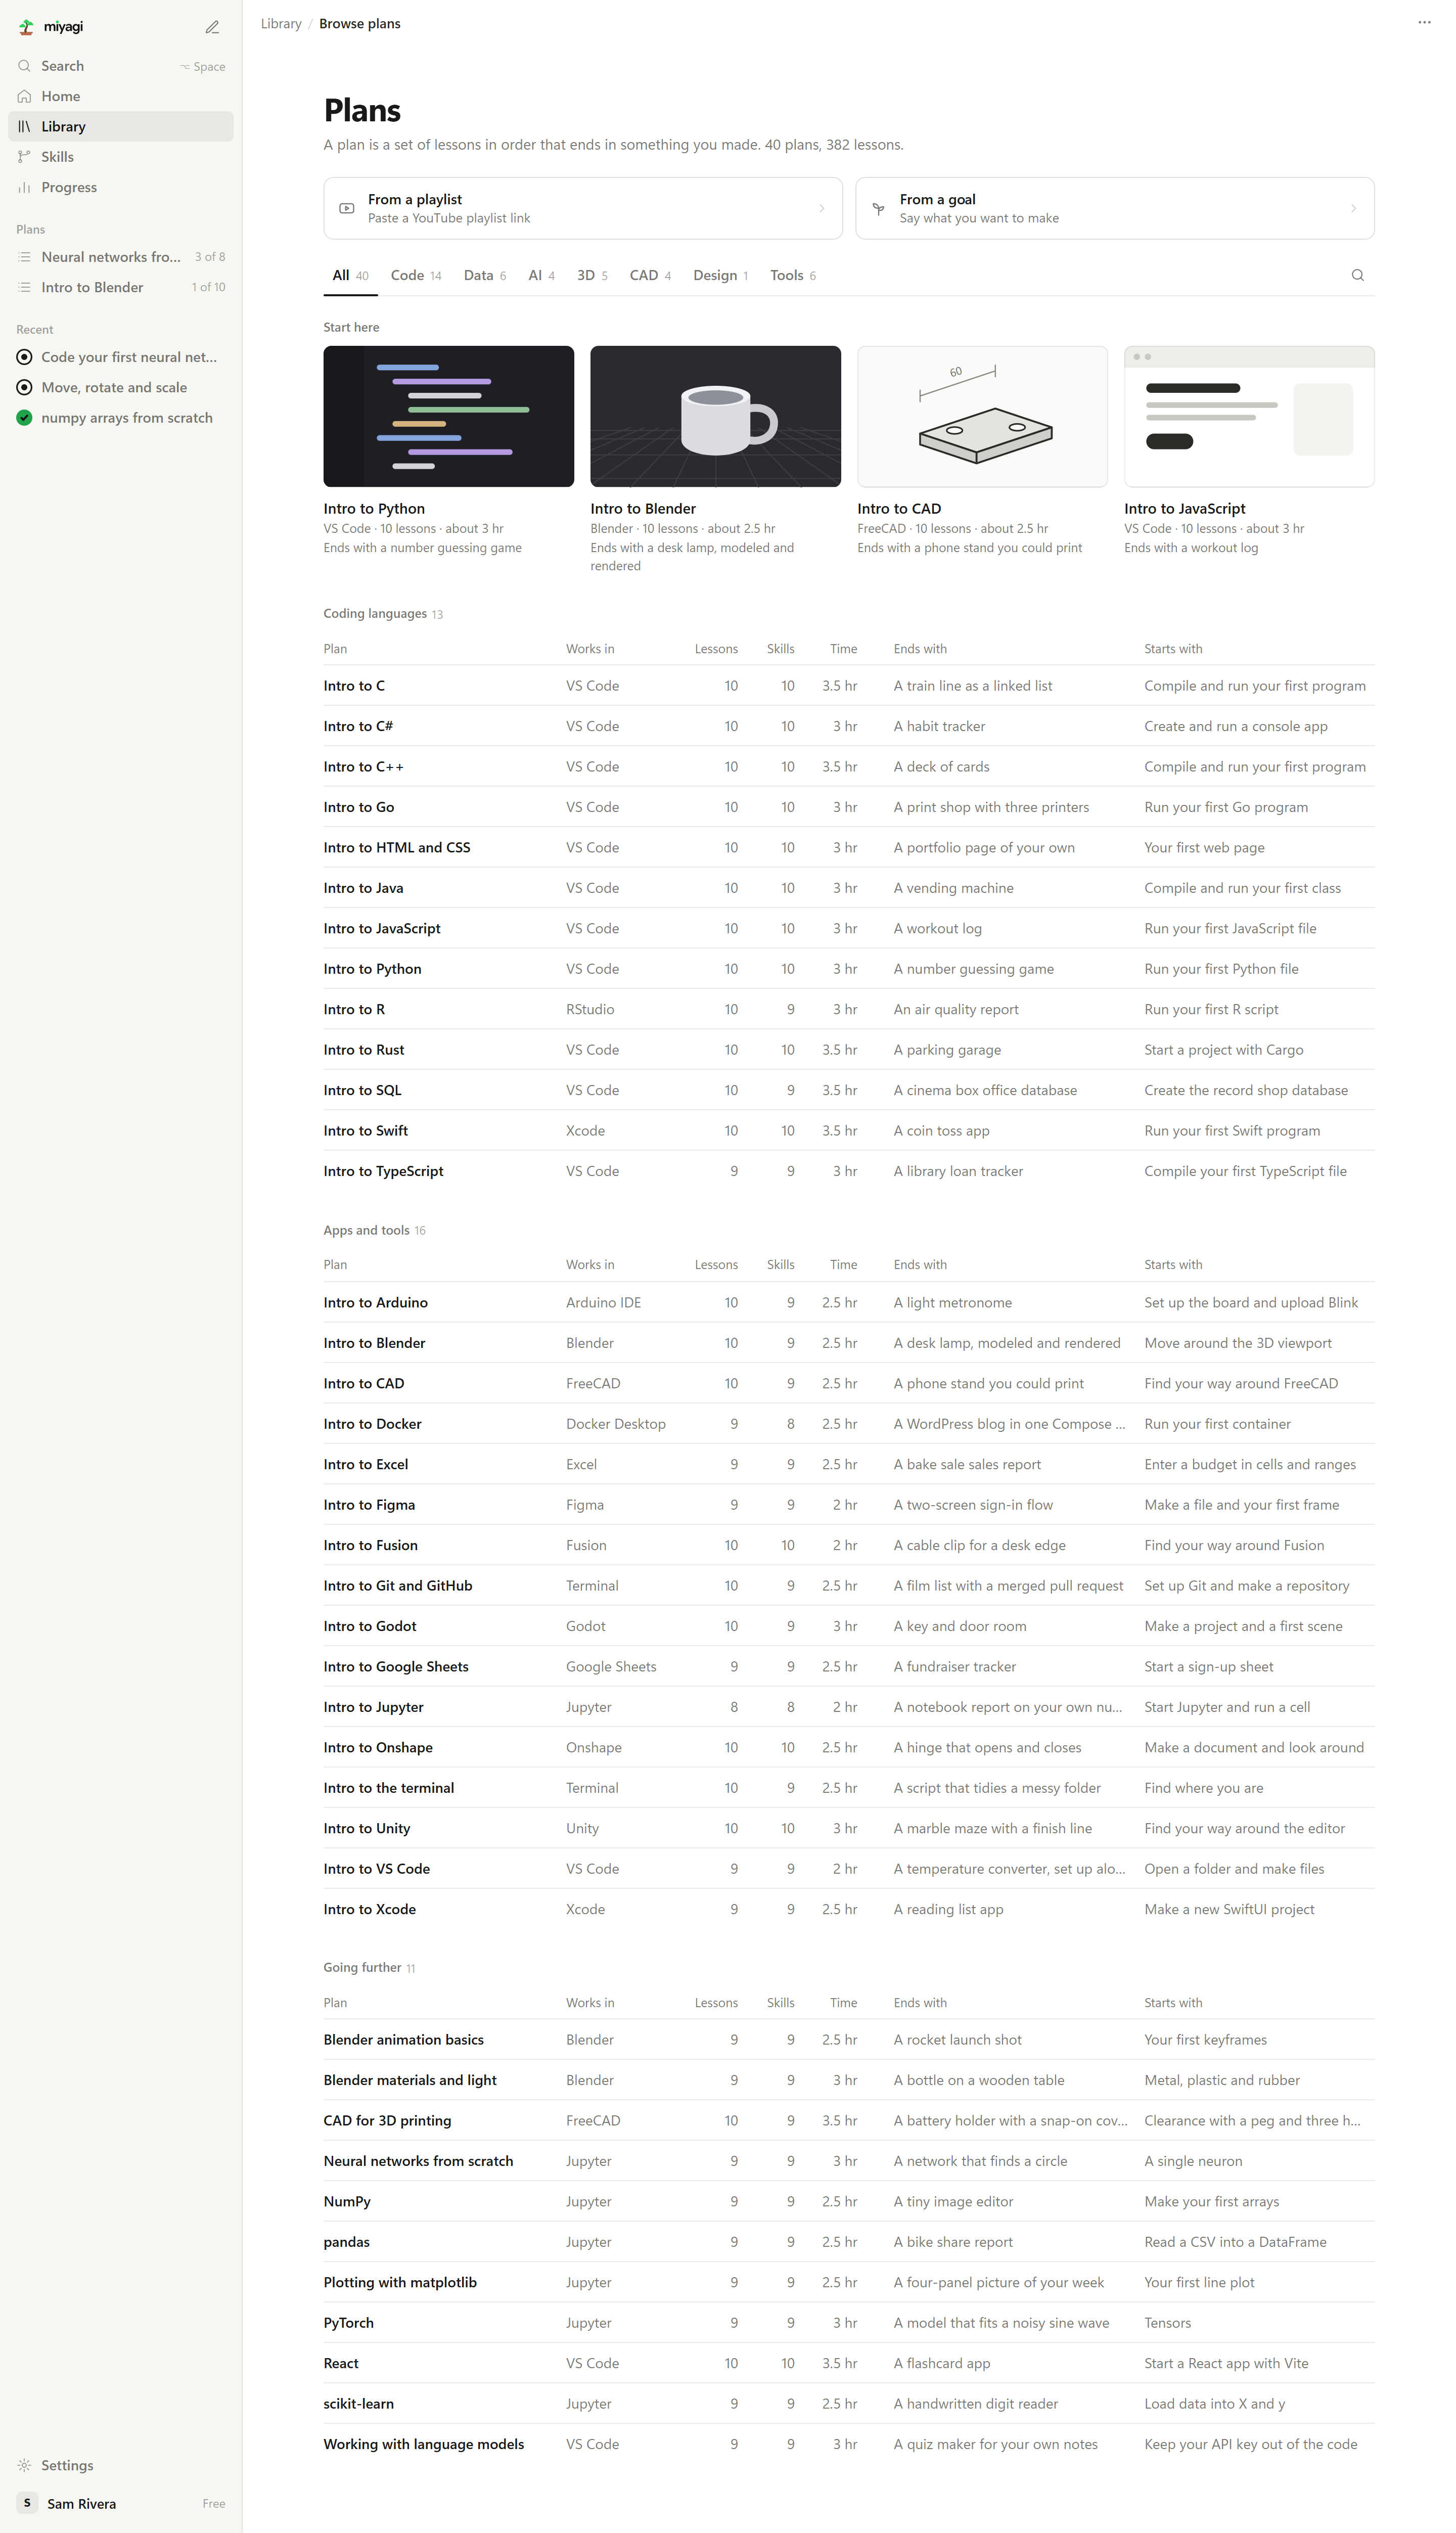 miyagi
Search ⌥ Space
Home
Library
Skills
Progress
Plans
Neural networks fro... 3 of 8
Intro to Blender 1 of 10
Recent
Code your first neural net...
Move, rotate and scale
numpy arrays from scratch
Settings
S Sam Rivera Free
Library / Browse plans
Plans
A plan is a set of lessons in order that ends in something you made. 40 plans, 382 lessons.
From a playlist
Paste a YouTube playlist link
From a goal
Say what you want to make
All 40 Code 14 Data 6 AI 4 3D 5 CAD 4 Design 1 Tools 6
Start here
60
Intro to Python
VS Code · 10 lessons · about 3 hr
Ends with a number guessing game
Intro to Blender
Blender · 10 lessons · about 2.5 hr
Ends with a desk lamp, modeled and
rendered
Intro to CAD
FreeCAD · 10 lessons · about 2.5 hr
Ends with a phone stand you could print
Intro to JavaScript
VS Code · 10 lessons · about 3 hr
Ends with a workout log
Coding languages 13
Plan Works in Lessons Skills Time Ends with Starts with
Intro to C VS Code 10 10 3.5 hr A train line as a linked list Compile and run your first program
Intro to C# VS Code 10 10 3 hr A habit tracker Create and run a console app
Intro to C++ VS Code 10 10 3.5 hr A deck of cards Compile and run your first program
Intro to Go VS Code 10 10 3 hr A print shop with three printers Run your first Go program
Intro to HTML and CSS VS Code 10 10 3 hr A portfolio page of your own Your first web page
Intro to Java VS Code 10 10 3 hr A vending machine Compile and run your first class
Intro to JavaScript VS Code 10 10 3 hr A workout log Run your first JavaScript file
Intro to Python VS Code 10 10 3 hr A number guessing game Run your first Python file
Intro to R RStudio 10 9 3 hr An air quality report Run your first R script
Intro to Rust VS Code 10 10 3.5 hr A parking garage Start a project with Cargo
Intro to SQL VS Code 10 9 3.5 hr A cinema box office database Create the record shop database
Intro to Swift Xcode 10 10 3.5 hr A coin toss app Run your first Swift program
Intro to TypeScript VS Code 9 9 3 hr A library loan tracker Compile your first TypeScript file
Apps and tools 16
Plan Works in Lessons Skills Time Ends with Starts with
Intro to Arduino Arduino IDE 10 9 2.5 hr A light metronome Set up the board and upload Blink
Intro to Blender Blender 10 9 2.5 hr A desk lamp, modeled and rendered Move around the 3D viewport
Intro to CAD FreeCAD 10 9 2.5 hr A phone stand you could print Find your way around FreeCAD
Intro to Docker Docker Desktop 9 8 2.5 hr A WordPress blog in one Compose ... Run your first container
Intro to Excel Excel 9 9 2.5 hr A bake sale sales report Enter a budget in cells and ranges
Intro to Figma Figma 9 9 2 hr A two-screen sign-in flow Make a file and your first frame
Intro to Fusion Fusion 10 10 2 hr A cable clip for a desk edge Find your way around Fusion
Intro to Git and GitHub Terminal 10 9 2.5 hr A film list with a merged pull request Set up Git and make a repository
Intro to Godot Godot 10 9 3 hr A key and door room Make a project and a first scene
Intro to Google Sheets Google Sheets 9 9 2.5 hr A fundraiser tracker Start a sign-up sheet
Intro to Jupyter Jupyter 8 8 2 hr A notebook report on your own nu... Start Jupyter and run a cell
Intro to Onshape Onshape 10 10 2.5 hr A hinge that opens and closes Make a document and look around
Intro to the terminal Terminal 10 9 2.5 hr A script that tidies a messy folder Find where you are
Intro to Unity Unity 10 10 3 hr A marble maze with a finish line Find your way around the editor
Intro to VS Code VS Code 9 9 2 hr A temperature converter, set up alo... Open a folder and make files
Intro to Xcode Xcode 9 9 2.5 hr A reading list app Make a new SwiftUI project
Going further 11
Plan Works in Lessons Skills Time Ends with Starts with
Blender animation basics Blender 9 9 2.5 hr A rocket launch shot Your first keyframes
Blender materials and light Blender 9 9 3 hr A bottle on a wooden table Metal, plastic and rubber
CAD for 3D printing FreeCAD 10 9 3.5 hr A battery holder with a snap-on cov... Clearance with a peg and three h...
Neural networks from scratch Jupyter 9 9 3 hr A network that finds a circle A single neuron
NumPy Jupyter 9 9 2.5 hr A tiny image editor Make your first arrays
pandas Jupyter 9 9 2.5 hr A bike share report Read a CSV into a DataFrame
Plotting with matplotlib Jupyter 9 9 2.5 hr A four-panel picture of your week Your first line plot
PyTorch Jupyter 9 9 3 hr A model that fits a noisy sine wave Tensors
React VS Code 10 10 3.5 hr A flashcard app Start a React app with Vite
scikit-learn Jupyter 9 9 2.5 hr A handwritten digit reader Load data into X and y
Working with language models VS Code 9 9 3 hr A quiz maker for your own notes Keep your API key out of the code